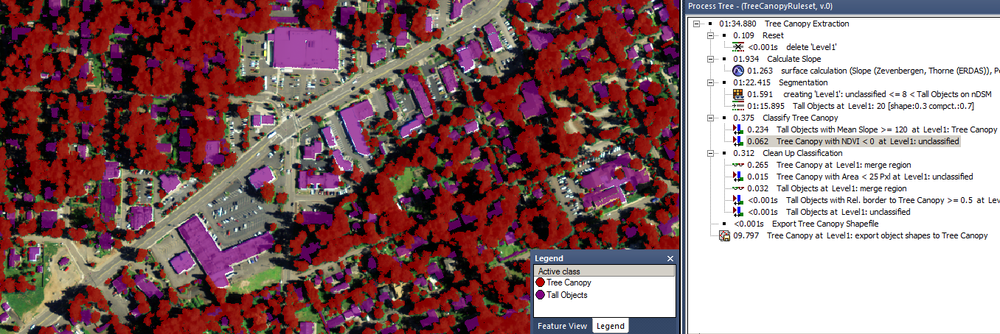 Process Tree - (TreeCanopyRuleset, v.0)
01:34.880 Tree Canopy Extraction
0.109 Reset
<0.001s delete 'Level1'
01.934 Calculate Slope
01.263 surface calculation (Slope (Zevenbergen, Thorne (ERDAS)), P
01:22.415 Segmentation
01.591 creating 'Level1': unclassified <= 8 < Tall Objects on nDSM
01:15.895 Tall Objects at Level1: 20 [shape:0.3 compct.:0.7]
0.375 Classify Tree Canopy
0.234 Tall Objects with Mean Slope >= 120 at Level1: Tree Canopy
0.062 Tree Canopy with NDVI < 0 at Level1: unclassified
0.312 Clean Up Classification
0.265 Tree Canopy at Level1: merge region
0.015 Tree Canopy with Area < 25 Pxl at Level1: unclassified
0.032 Tall Objects at Level1: merge region
<0.001s Tall Objects with Rel. border to Tree Canopy >= 0.5 at Le
<0.001s Tall Objects at Level1: unclassified
<0.001s Export Tree Canopy Shapefile
09.797 Tree Canopy at Level1: export object shapes to Tree Canopy
Legend
Active class
Tree Canopy
Tall Objects
Feature View Legend